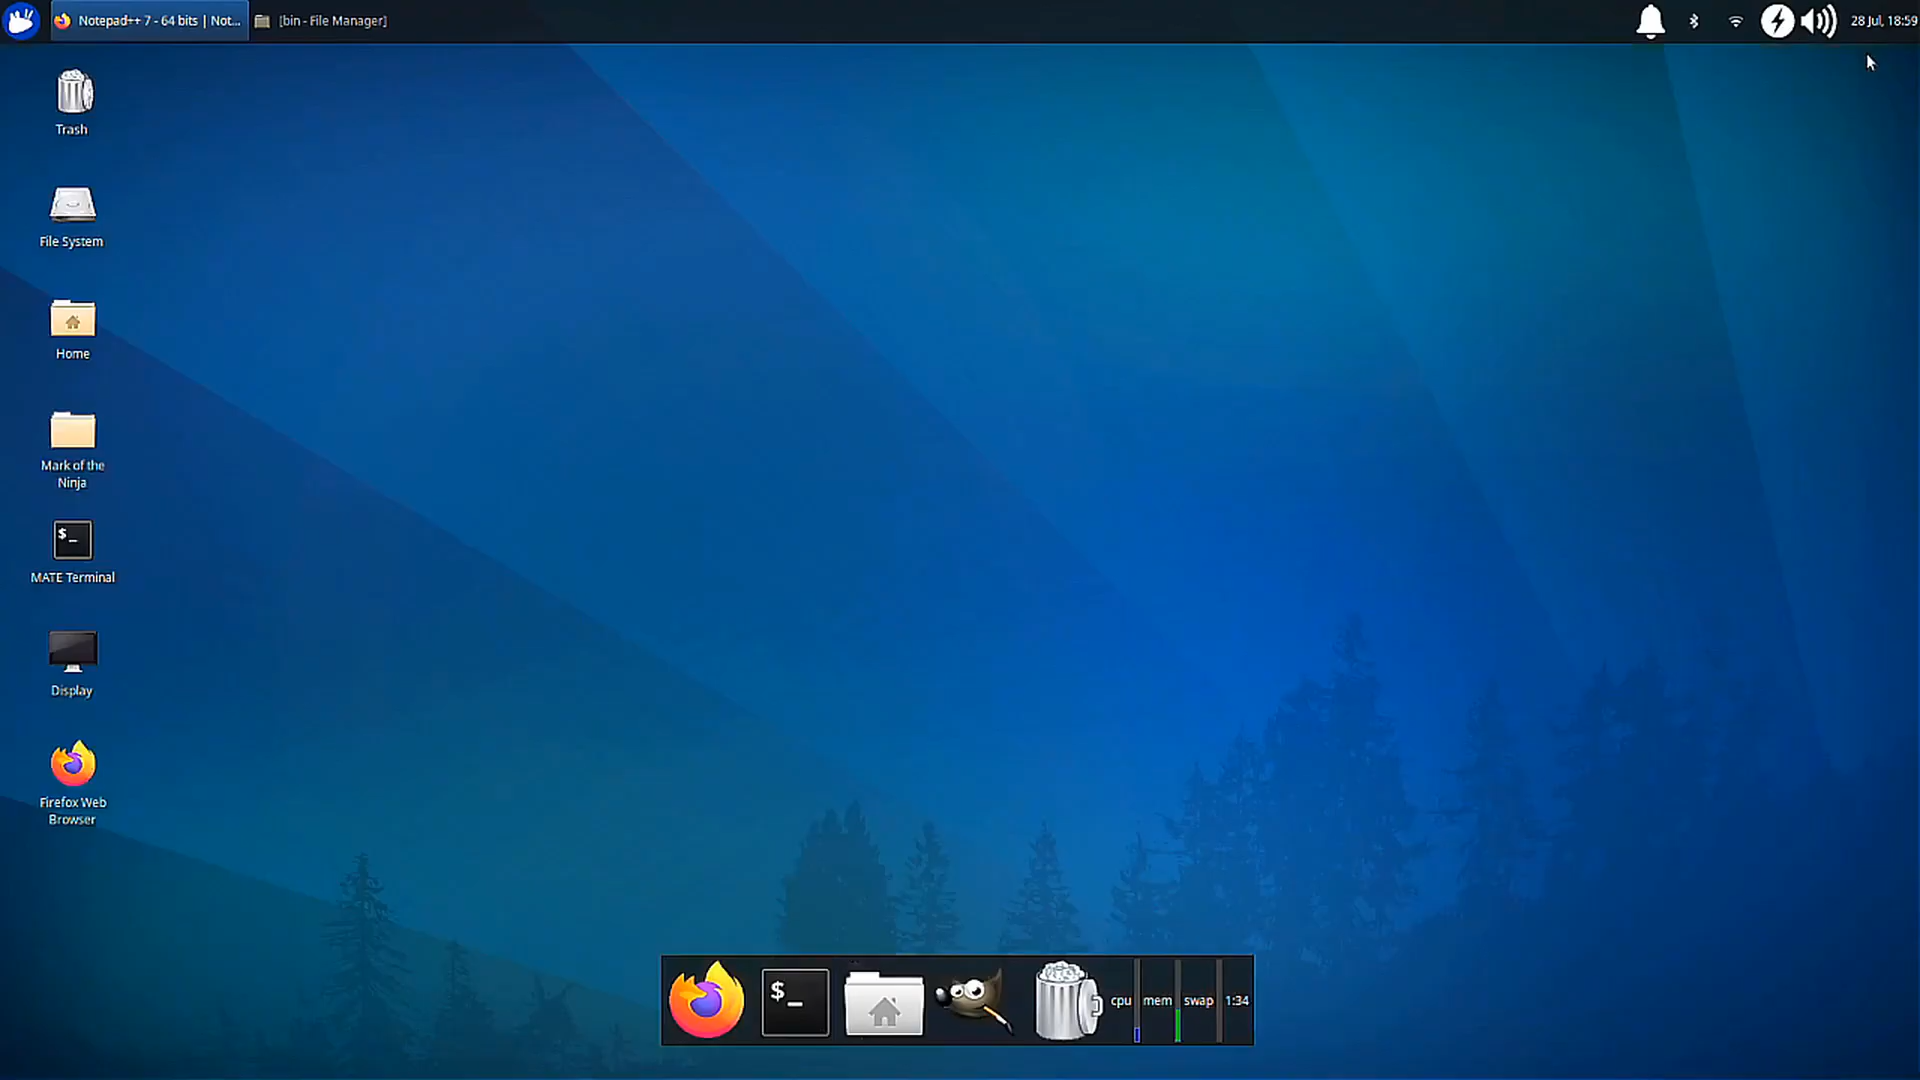 Notepad++ 7 - 64 bits | Not...
[bin - File Manager]
28 Jul, 18:59
Trash
File System
Home
Mark of the
Ninja
$_
MATE Terminal
Display
Firefox Web
Browser
$_
cpu
mem
swap
1:34